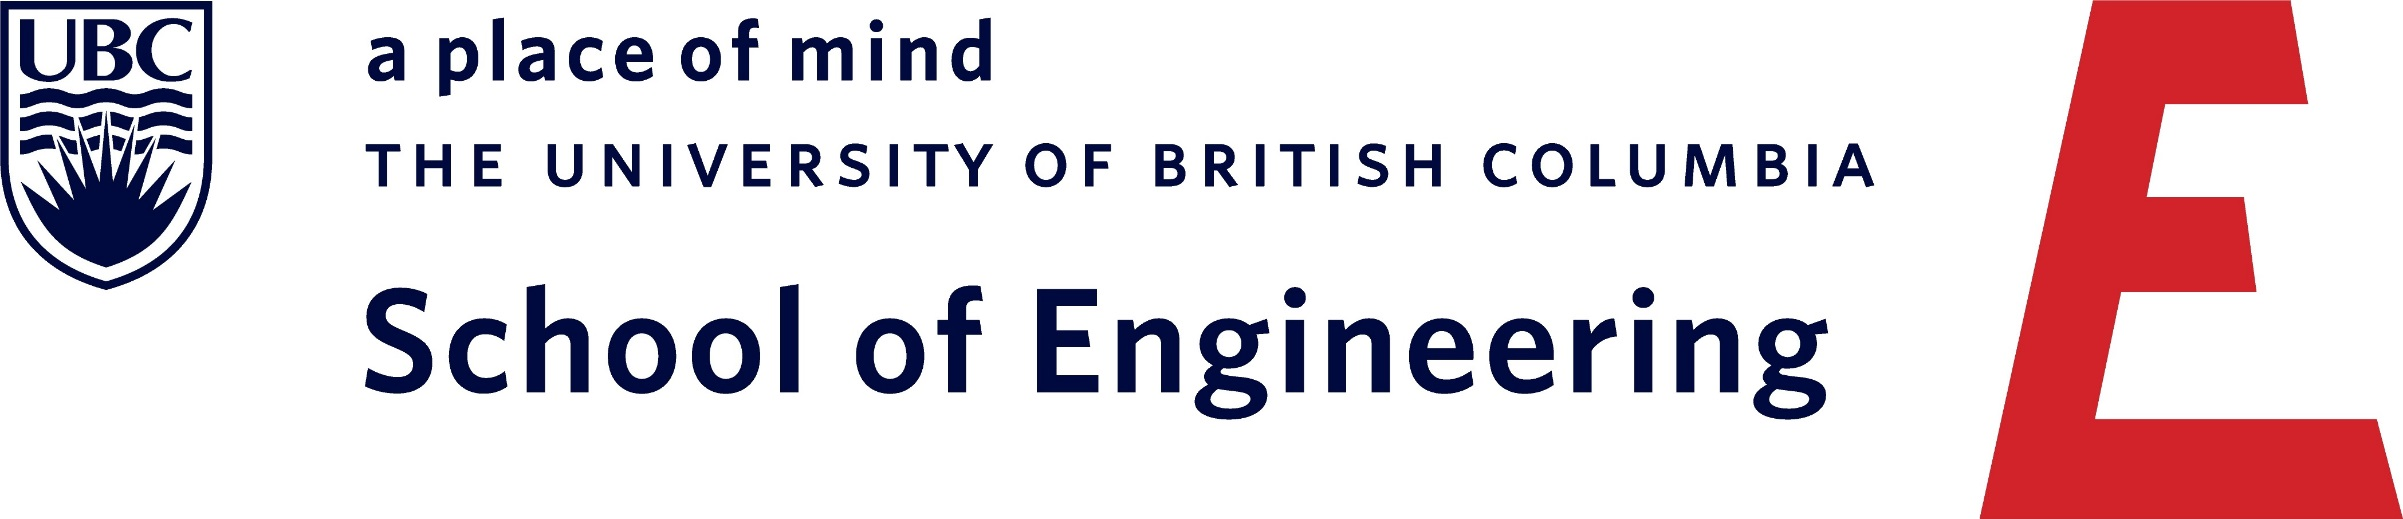 UBC
a place of mind
THE UNIVERSITY OF BRITISH COLUMBIA
School of Engineering
E